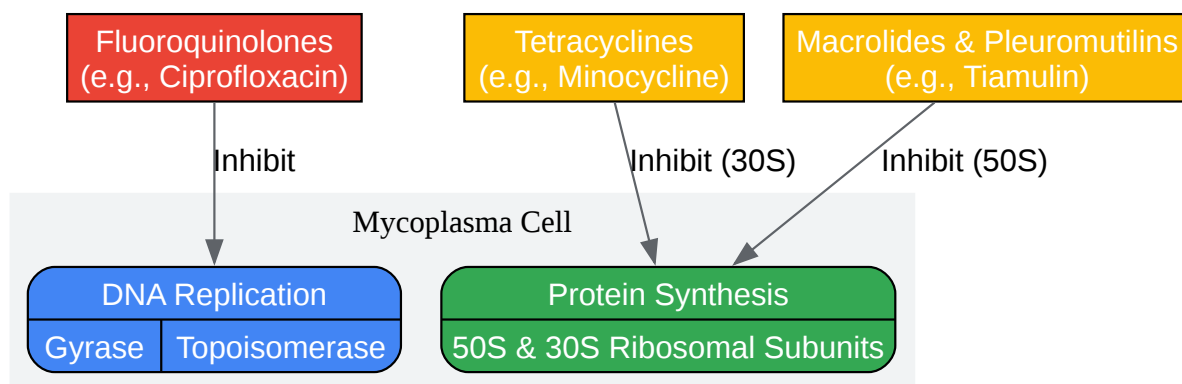 Fluoroquinolones
(e.g., Ciprofloxacin)
Tetracyclines
(e.g., Minocycline)
Macrolides & Pleuromutilins
(e.g., Tiamulin)
Inhibit
Inhibit (30S)
Inhibit (50S)
Mycoplasma Cell
DNA Replication
Gyrase
Topoisomerase
Protein Synthesis
50S & 30S Ribosomal Subunits